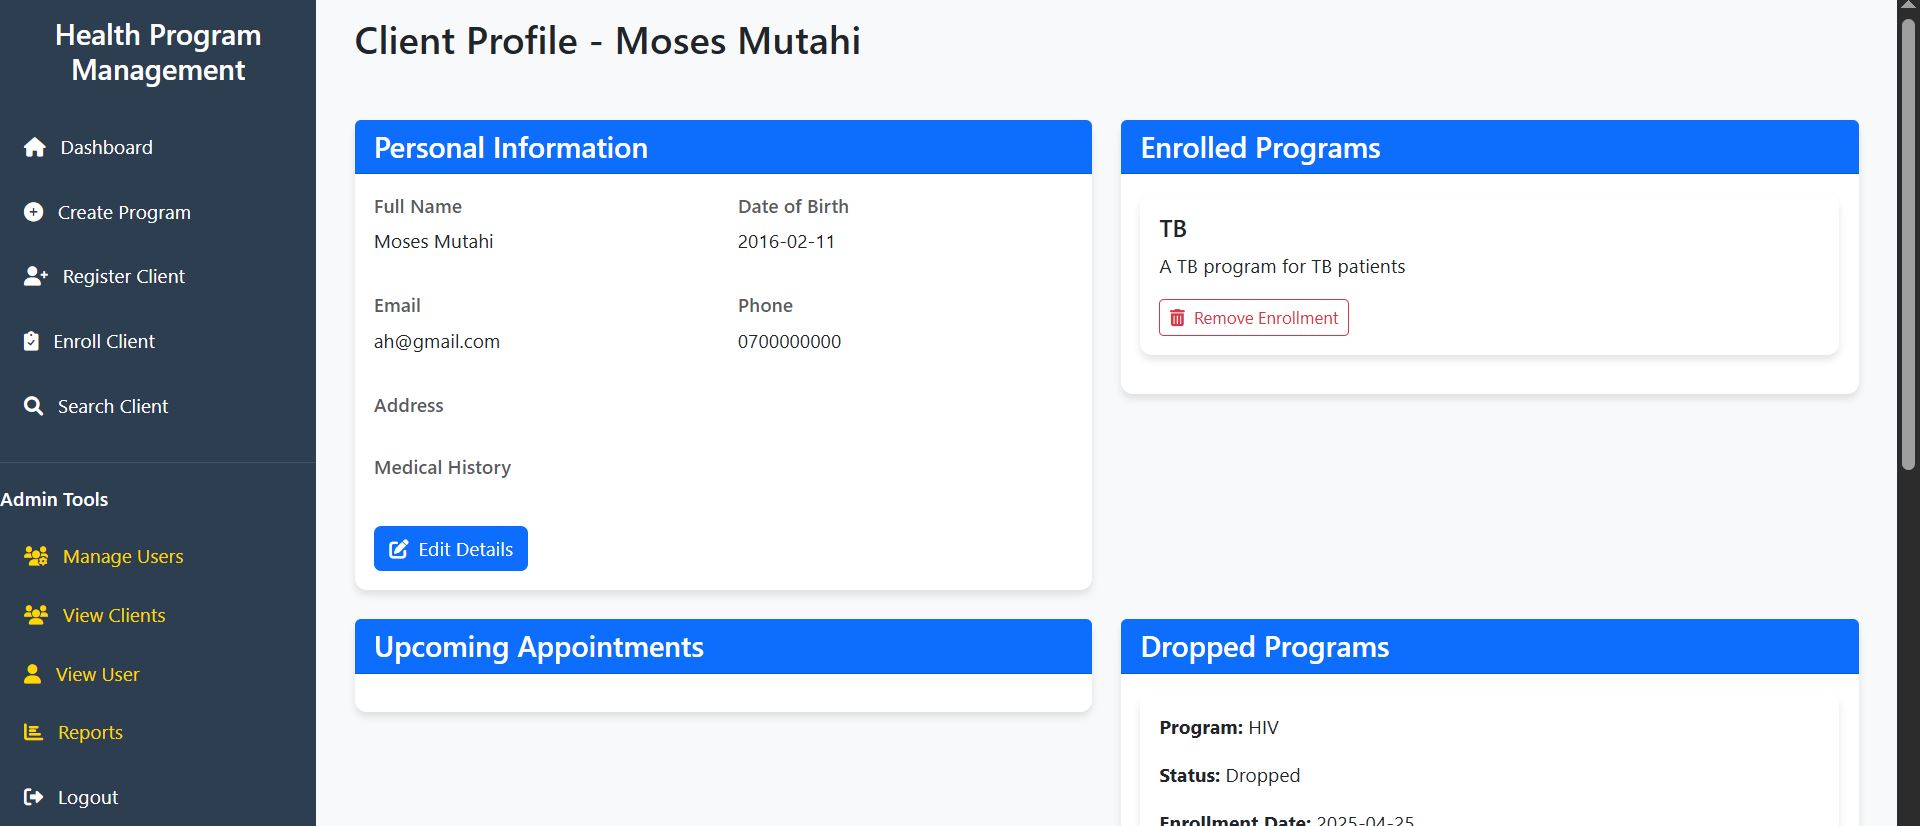 Health Program
Management
Dashboard
Create Program
Register Client
Enroll Client
Search Client
Admin Tools
Manage Users
View Clients
View User
Reports
Logout
Client Profile - Moses Mutahi
Personal Information
Full Name
Moses Mutahi
Date of Birth
2016-02-11
Email
ah@gmail.com
Phone
0700000000
Address
Medical History
Edit Details
Enrolled Programs
TB
A TB program for TB patients
Remove Enrollment
Upcoming Appointments
Dropped Programs
Program: HIV
Status: Dropped
Enrollment Date: 2025-04-25